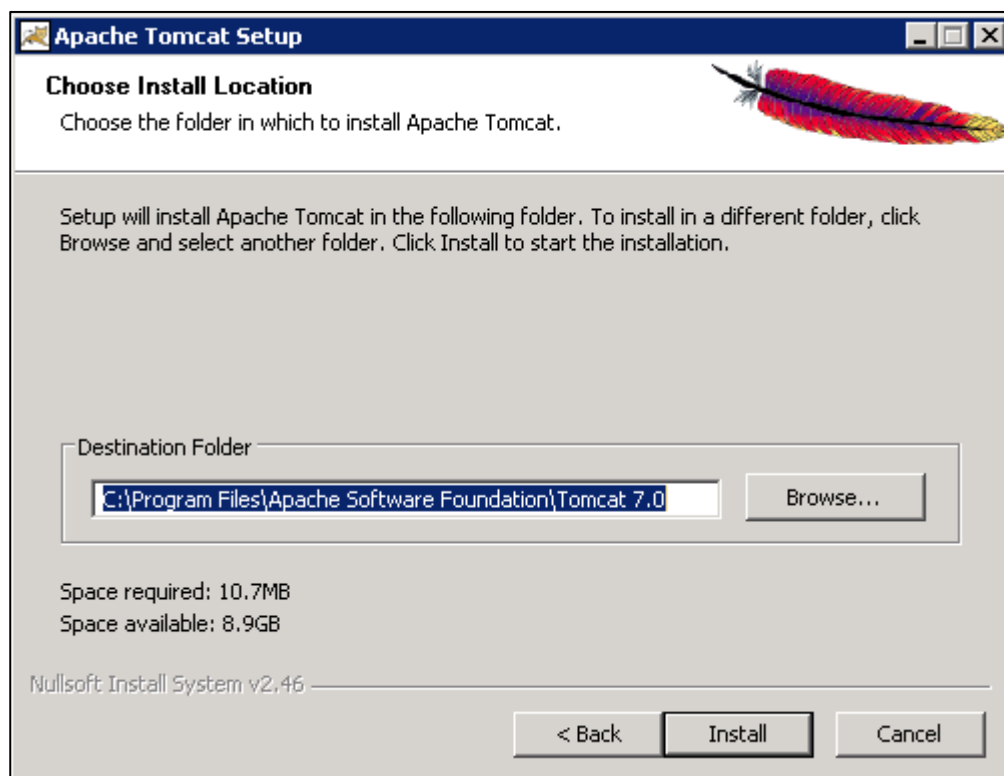 Apache Tomcat Setup
Choose Install Location
Choose the folder in which to install Apache Tomcat.
Setup will install Apache Tomcat in the following folder. To install in a different folder, click
Browse and select another folder. Click Install to start the installation.
Destination Folder
C:\Program Files\Apache Software Foundation\Tomcat 7.0
Browse...
Space required: 10.7MB
Space available: 8.9GB
Nullsoft Install System v2.46
< Back
Install
Cancel